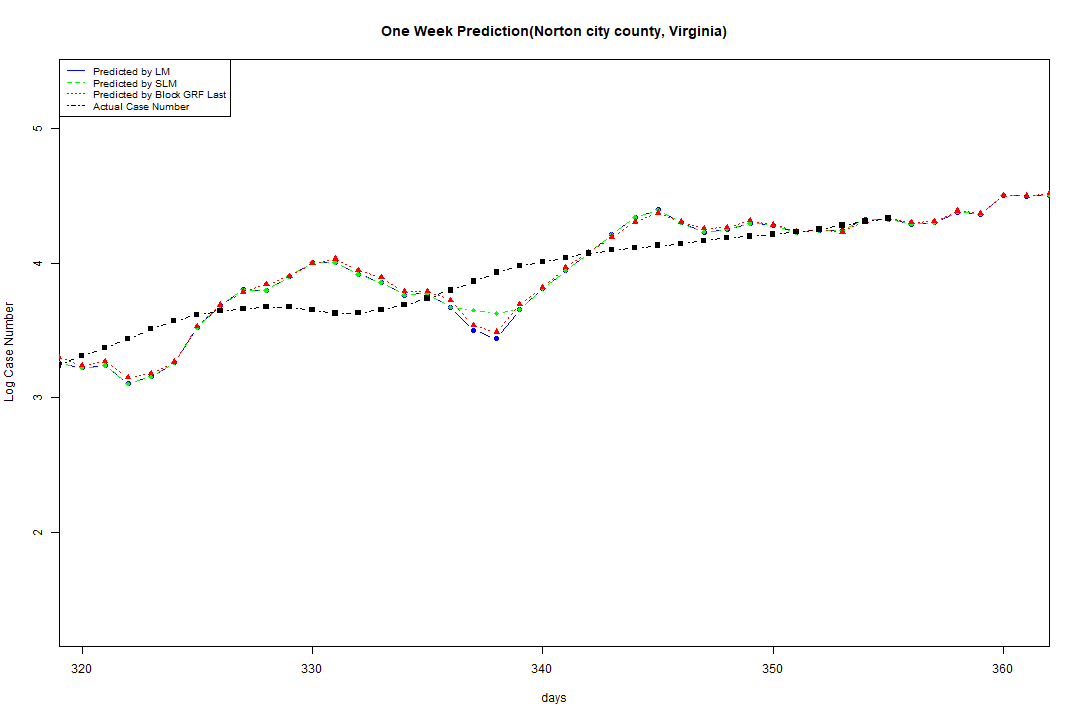 One Week Prediction(Norton city county, Virginia)
Predicted by LM
Predicted by SLM
Predicted by Block GRF Last
Actual Case Number
5
4
3
2
Log Case Number
320 330 340 350 360
days